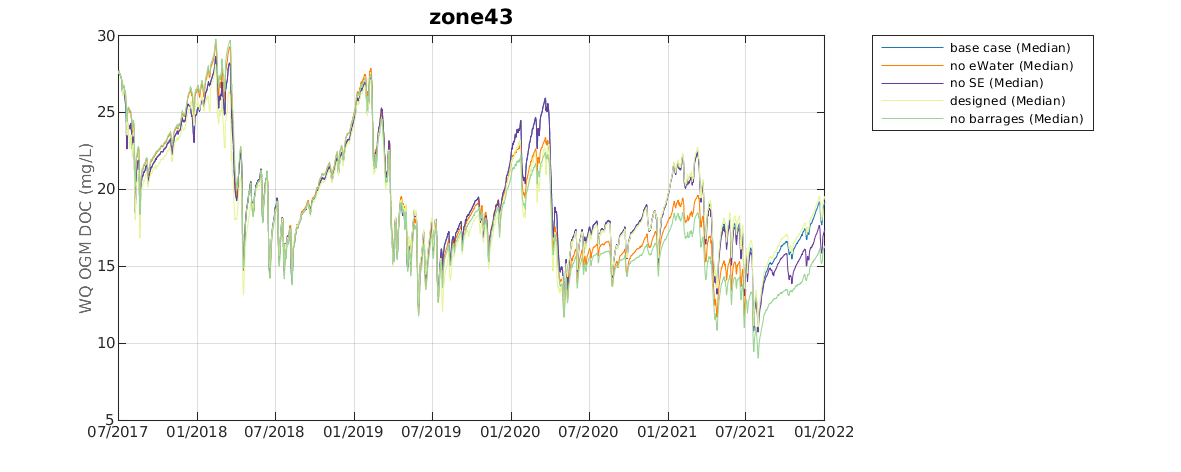 zone43
WQ OGM DOC (mg/L)
30
25
20
15
10
5
07/2017 01/2018 07/2018 01/2019 07/2019 01/2020 07/2020 01/2021 07/2021 01/2022
base case (Median)
no eWater (Median)
no SE (Median)
designed (Median)
no barrages (Median)